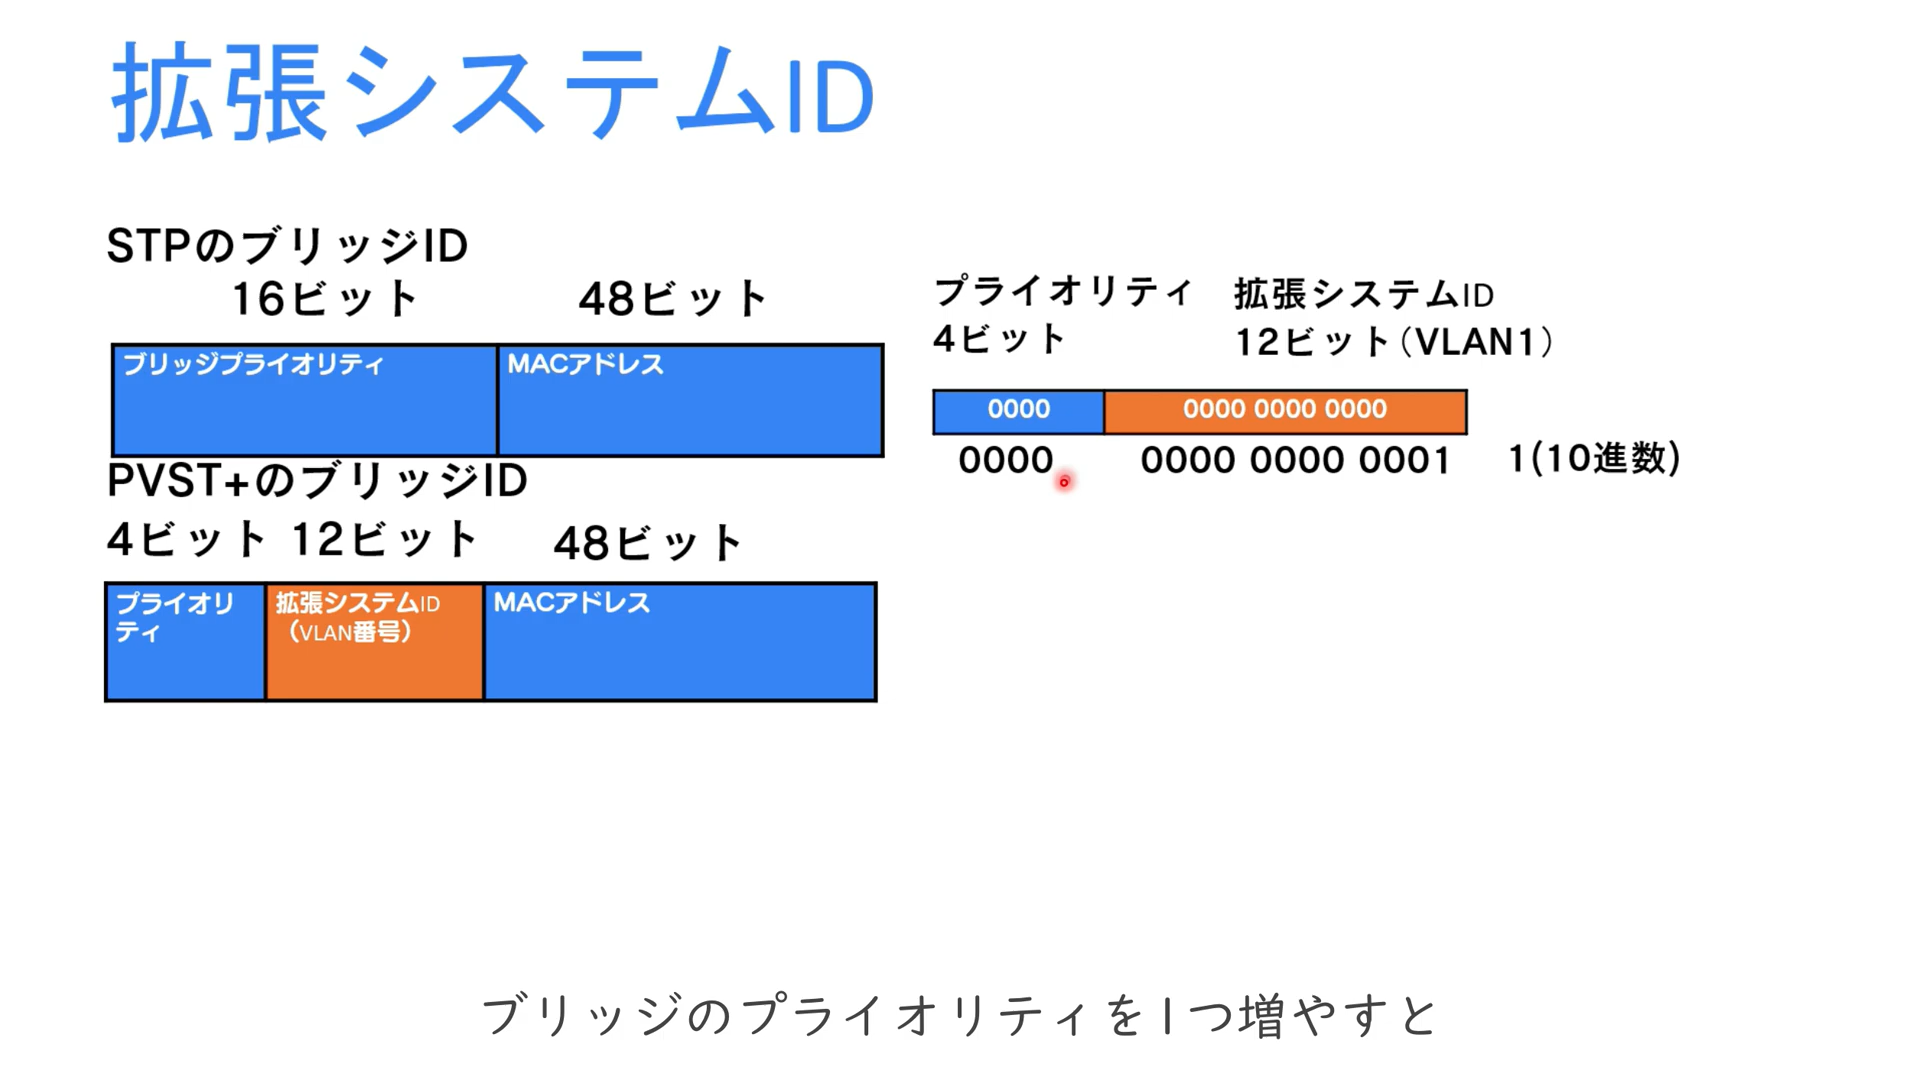 拡張システムID
STPのブリッジID
16ビット 48ビット
ブリッジプライオリティ MACアドレス
PVST+のブリッジID
4ビット 12ビット 48ビット
プライオリ
ティ
拡張システムID
（VLAN番号）
MACアドレス
プライオリティ 拡張システムID
4ビット 12ビット（VLAN1）
0000 0000 0000 0000
0000 0000 0000 0001 1(10進数)
ブリッジのプライオリティを1つ増やすと